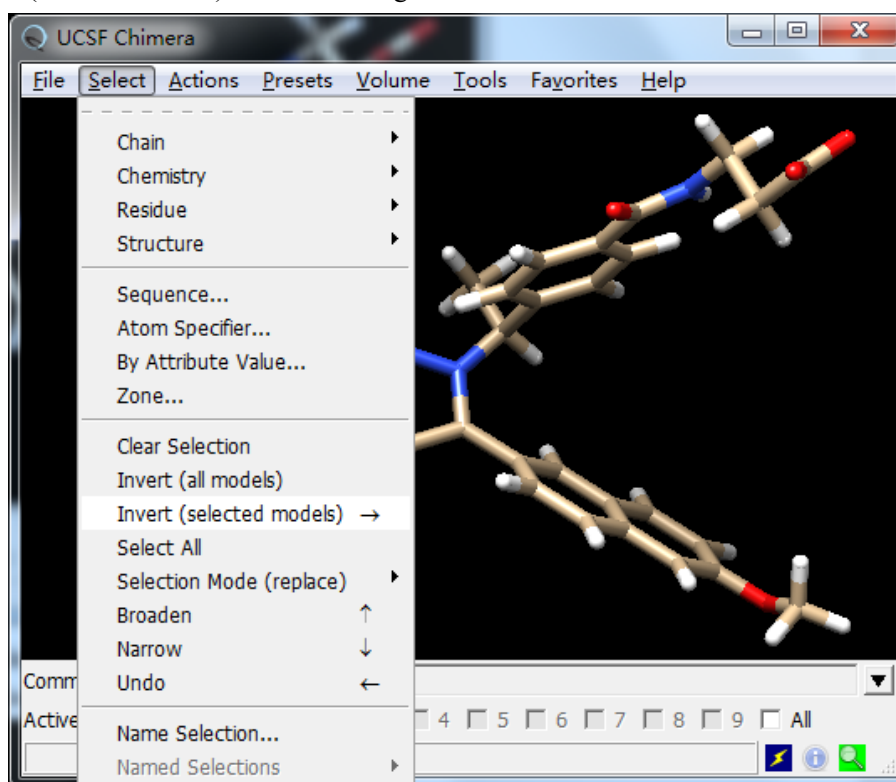 UCSF Chimera
File Select Actions Presets Volume Tools Favorites Help
Chain
Chemistry
Residue
Structure
Sequence...
Atom Specifier...
By Attribute Value...
Zone...
Clear Selection
Invert (all models)
Invert (selected models) →
Select All
Selection Mode (replace)
Broaden ↑
Narrow ↓
Undo ←
Comm
Active 4 5 6 7 8 9 All
Name Selection...
Named Selections